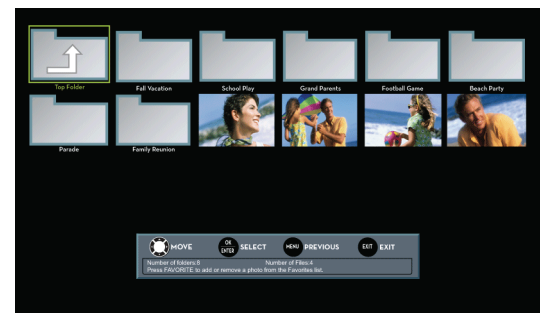 Top Folder Fall Vacation School Play Grand Parents Football Game Beach Party
Parade Family Reunion
MOVE OK ENTER SELECT MENU PREVIOUS EXIT EXIT
Number of folders:8 Number of Files:4
Press FAVORITE to add or remove a photo from the Favorites list.